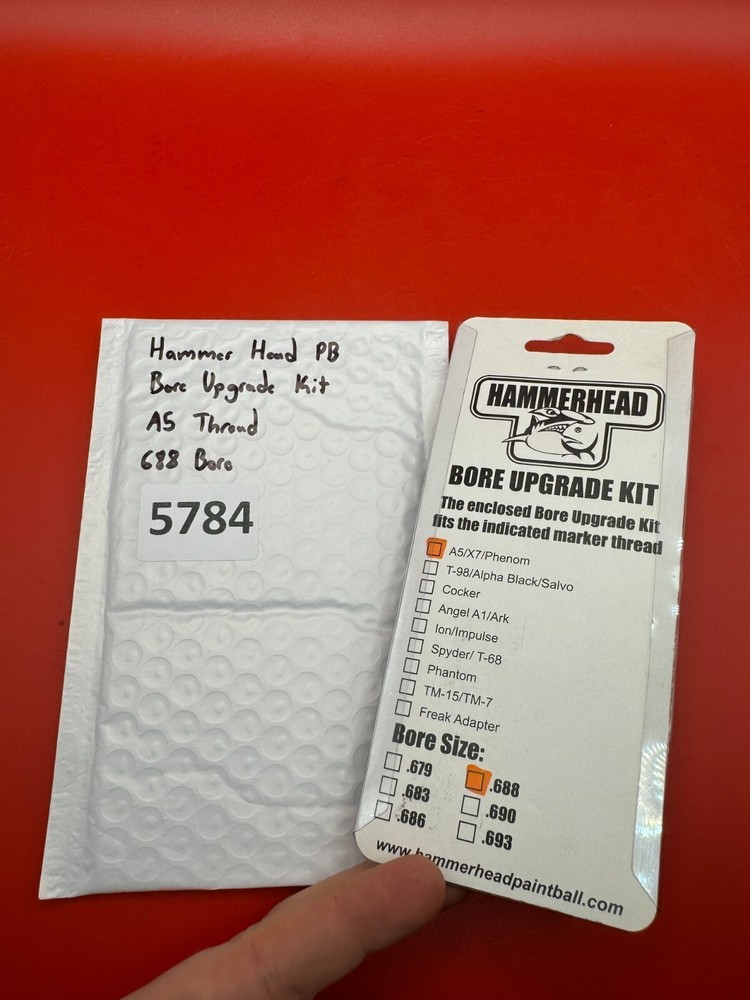 Hammer Head PB
Bore Upgrade Kit
A5 Thread
688 Bore
5784
HAMMERHEAD
®
BORE UPGRADE KIT
The enclosed Bore Upgrade Kit
fits the indicated marker thread
A5/X7/Phenom
T-98/Alpha Black/Salvo
Cocker
Angel A1/Ark
Ion/Impulse
Spyder/ T-68
Phantom
TM-15/TM-7
Freak Adapter
Bore Size:
.679 .688
.683 .690
.686 .693
www.hammerheadpaintball.com